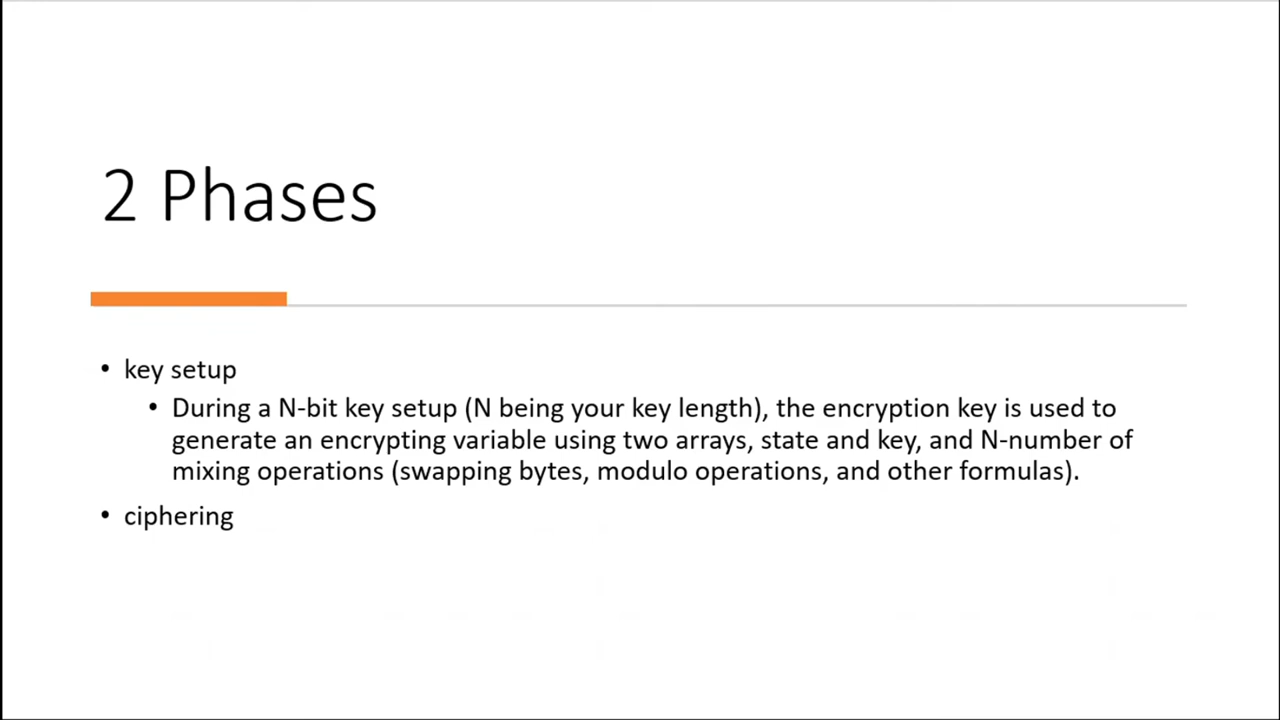 2 Phases
• key setup
• During a N-bit key setup (N being your key length), the encryption key is used to
generate an encrypting variable using two arrays, state and key, and N-number of
mixing operations (swapping bytes, modulo operations, and other formulas).
• ciphering